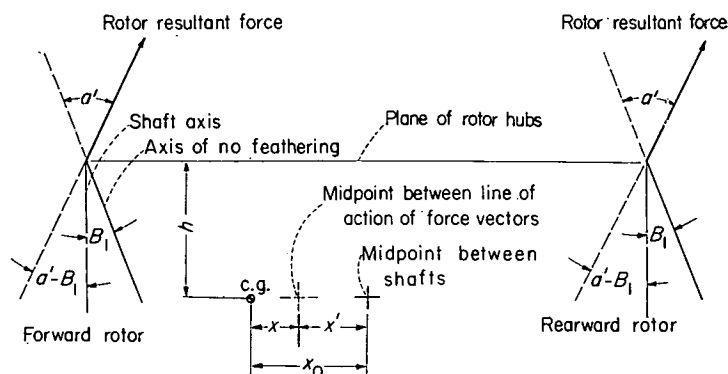 Rotor resultant force
Rotor resultant force
a'
a'
Shaft axis
Plane of rotor hubs
Axis of no feathering
Midpoint between line of
action of force vectors
h
B₁
B₁
Midpoint between
shafts
a'-B₁
a'-B₁
c.g.
Forward rotor
x
x'
Rearward rotor
x₀